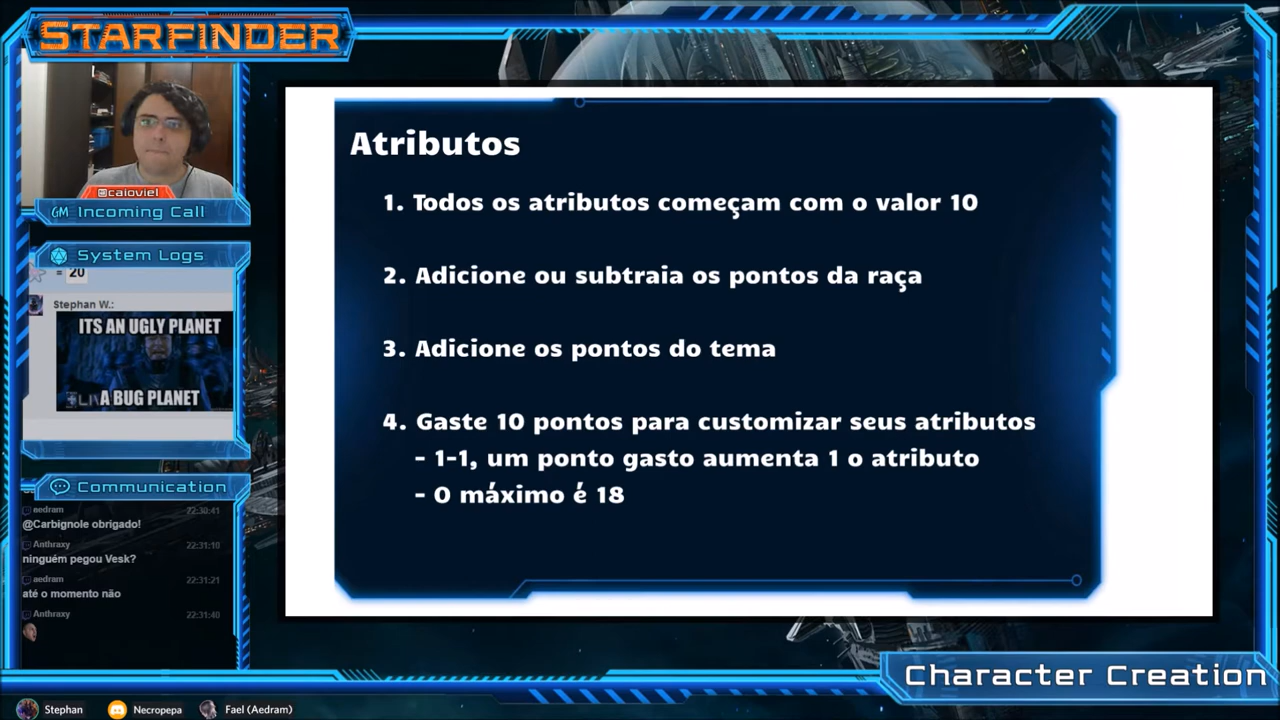 STARFINDER
@caioviel
GM Incoming Call
System Logs
= 20
Stephan W.:
ITS AN UGLY PLANET
A BUG PLANET
Communication
aedram 22:30:41
@Carbignole obrigado!
Anthraxy 22:31:10
ninguém pegou Vesk?
aedram 22:31:21
até o momento não
Anthraxy 22:31:40
Atributos
1. Todos os atributos começam com o valor 10
2. Adicione ou subtraia os pontos da raça
3. Adicione os pontos do tema
4. Gaste 10 pontos para customizar seus atributos
- 1-1, um ponto gasto aumenta 1 o atributo
- O máximo é 18
Character Creation
Stephan
Necropepa
Fael (Aedram)